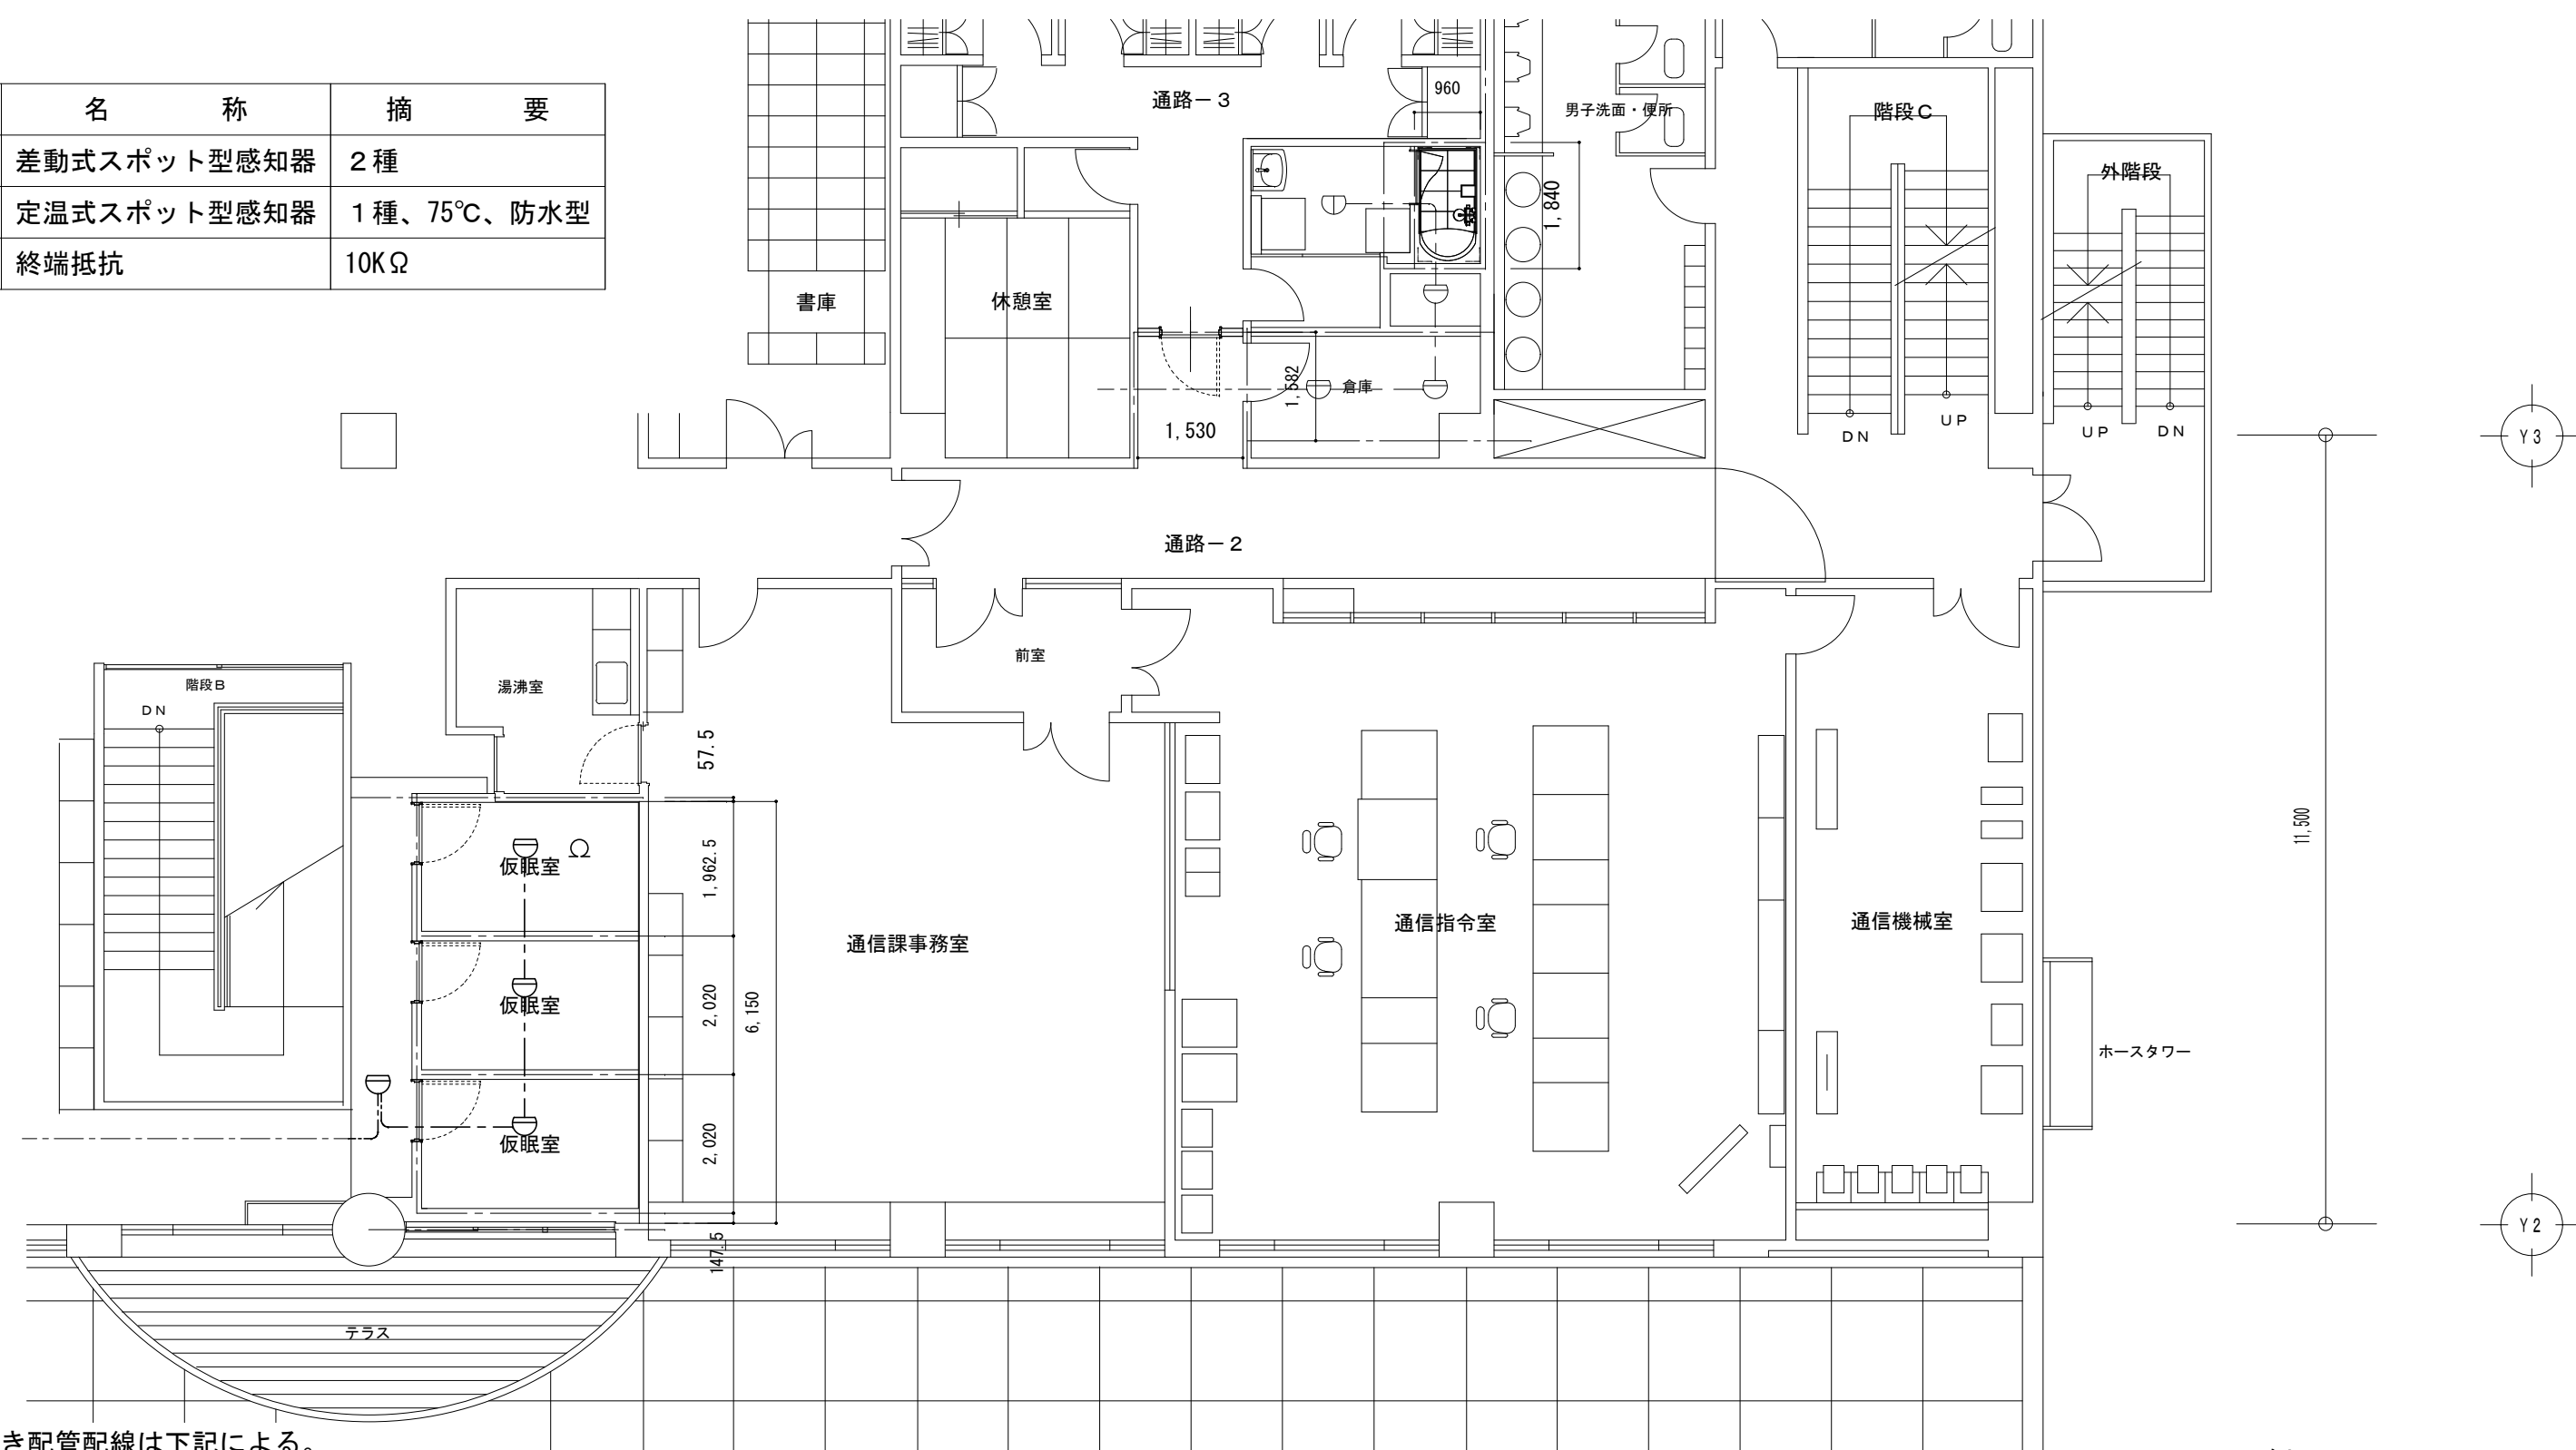 名　称　摘　要
差動式スポット型感知器　２種
定温式スポット型感知器　１種、75℃、防水型
終端抵抗　10KΩ
通路－３
960
男子洗面・便所
階段Ｃ
外階段
1,840
書庫
休憩室
1,582
倉庫
1,530
ＤＮ
ＵＰ
ＵＰ
ＤＮ
Ｙ３
通路－２
前室
階段Ｂ
湯沸室
ＤＮ
57.5
11,500
仮眠室
Ω
1,962.5
通信課事務室
通信指令室
通信機械室
仮眠室
2,020
6,150
ホースタワー
仮眠室
2,020
147.5
Ｙ２
テラス
き配管配線は下記による。